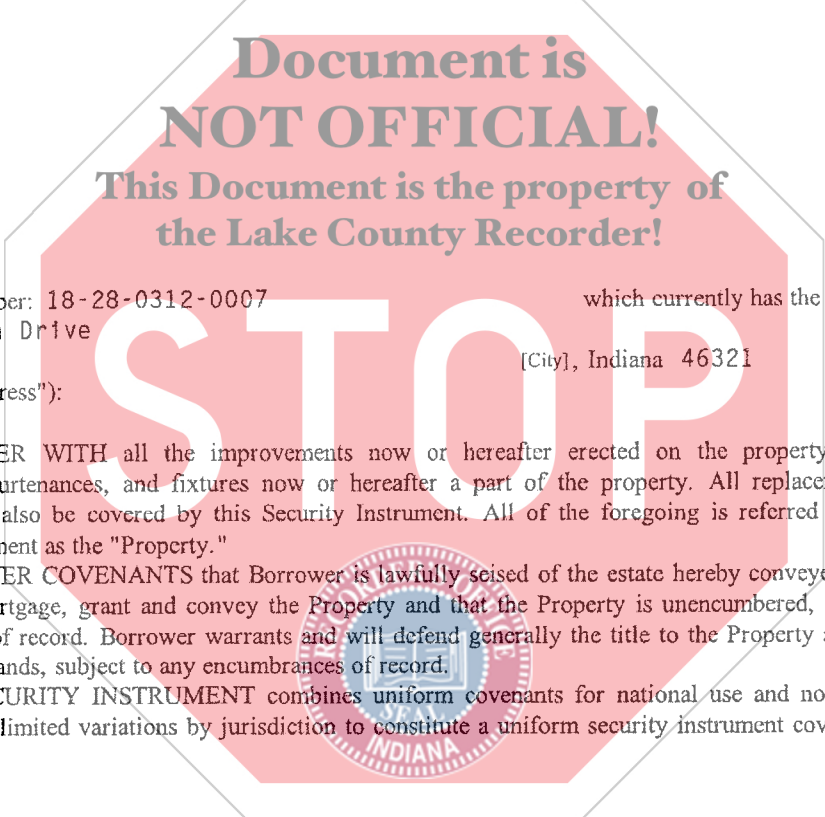 Document is
NOT OFFICIAL!
This Document is the property of
the Lake County Recorder!
ber: 18-28-0312-0007 which currently has the
Drive
[City], Indiana 46321
ress"):
STOP
ER WITH all the improvements now or hereafter erected on the property
urtenances, and fixtures now or hereafter a part of the property. All replace
also be covered by this Security Instrument. All of the foregoing is referred
nent as the "Property."
ER COVENANTS that Borrower is lawfully seised of the estate hereby conveye
rtgage, grant and convey the Property and that the Property is unencumbered,
of record. Borrower warrants and will defend generally the title to the Property
ands, subject to any encumbrances of record.
CURITY INSTRUMENT combines uniform covenants for national use and no
limited variations by jurisdiction to constitute a uniform security instrument cov
SEAL
INDIANA